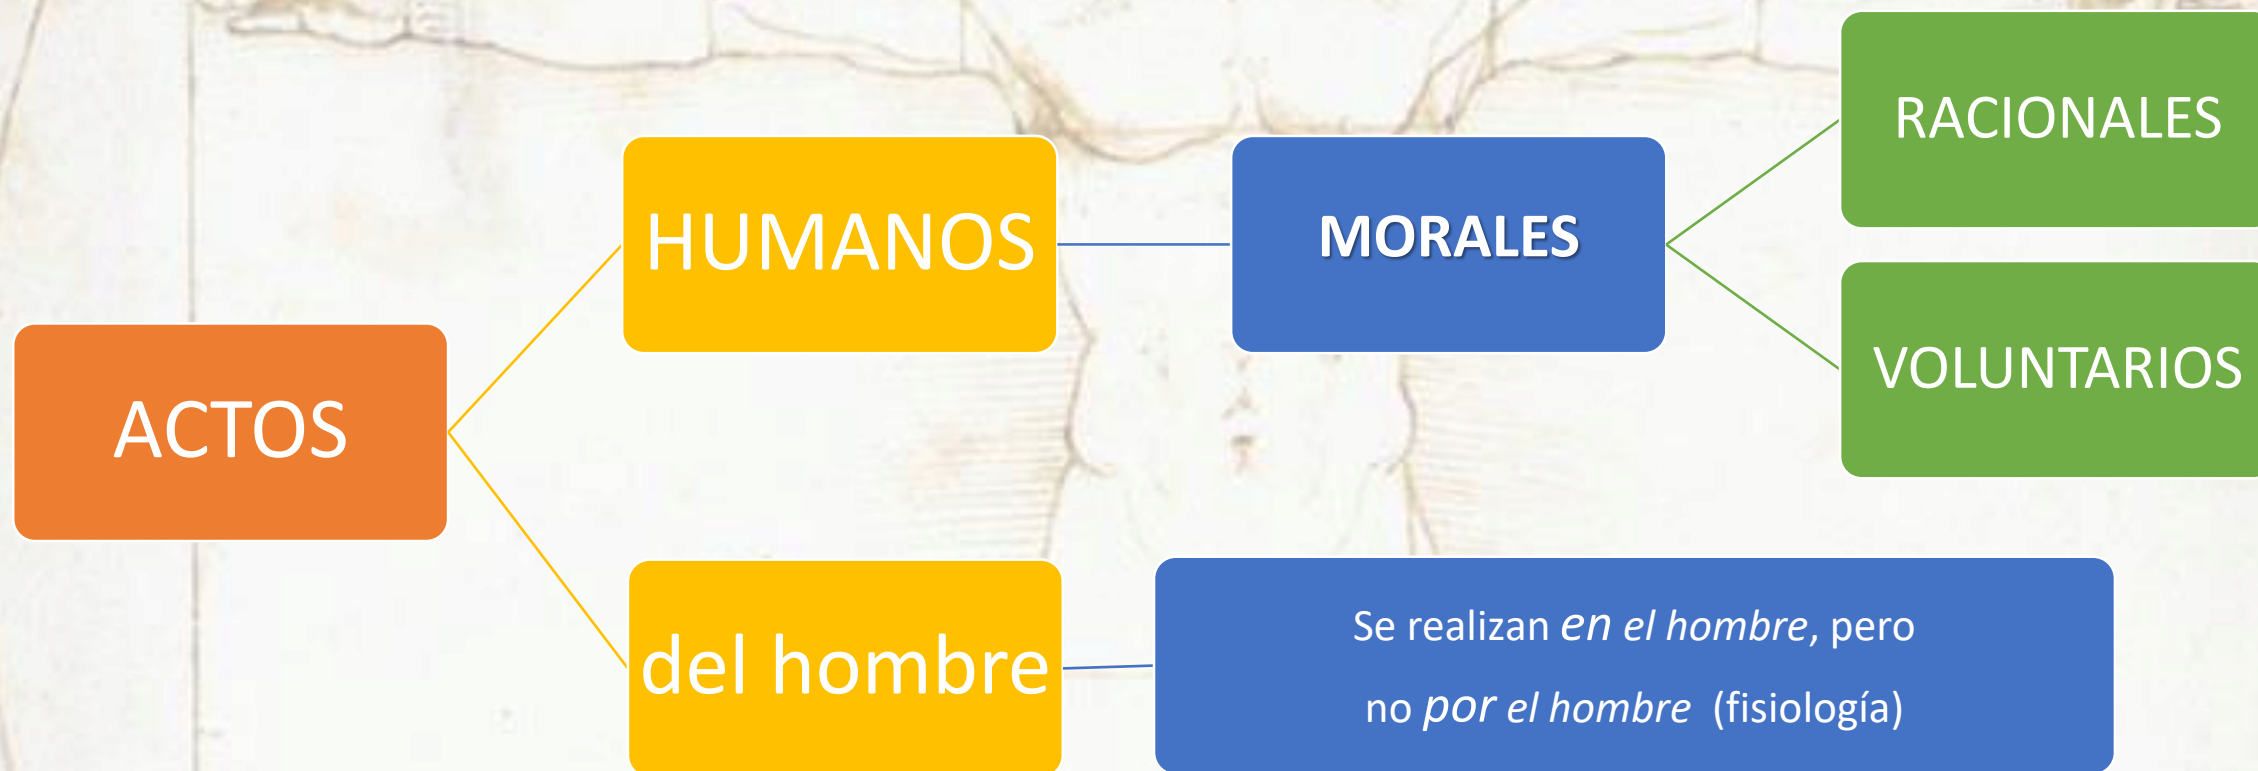 ACTOS
HUMANOS
MORALES
RACIONALES
VOLUNTARIOS
del hombre
Se realizan en el hombre, pero
no por el hombre (fisiología)